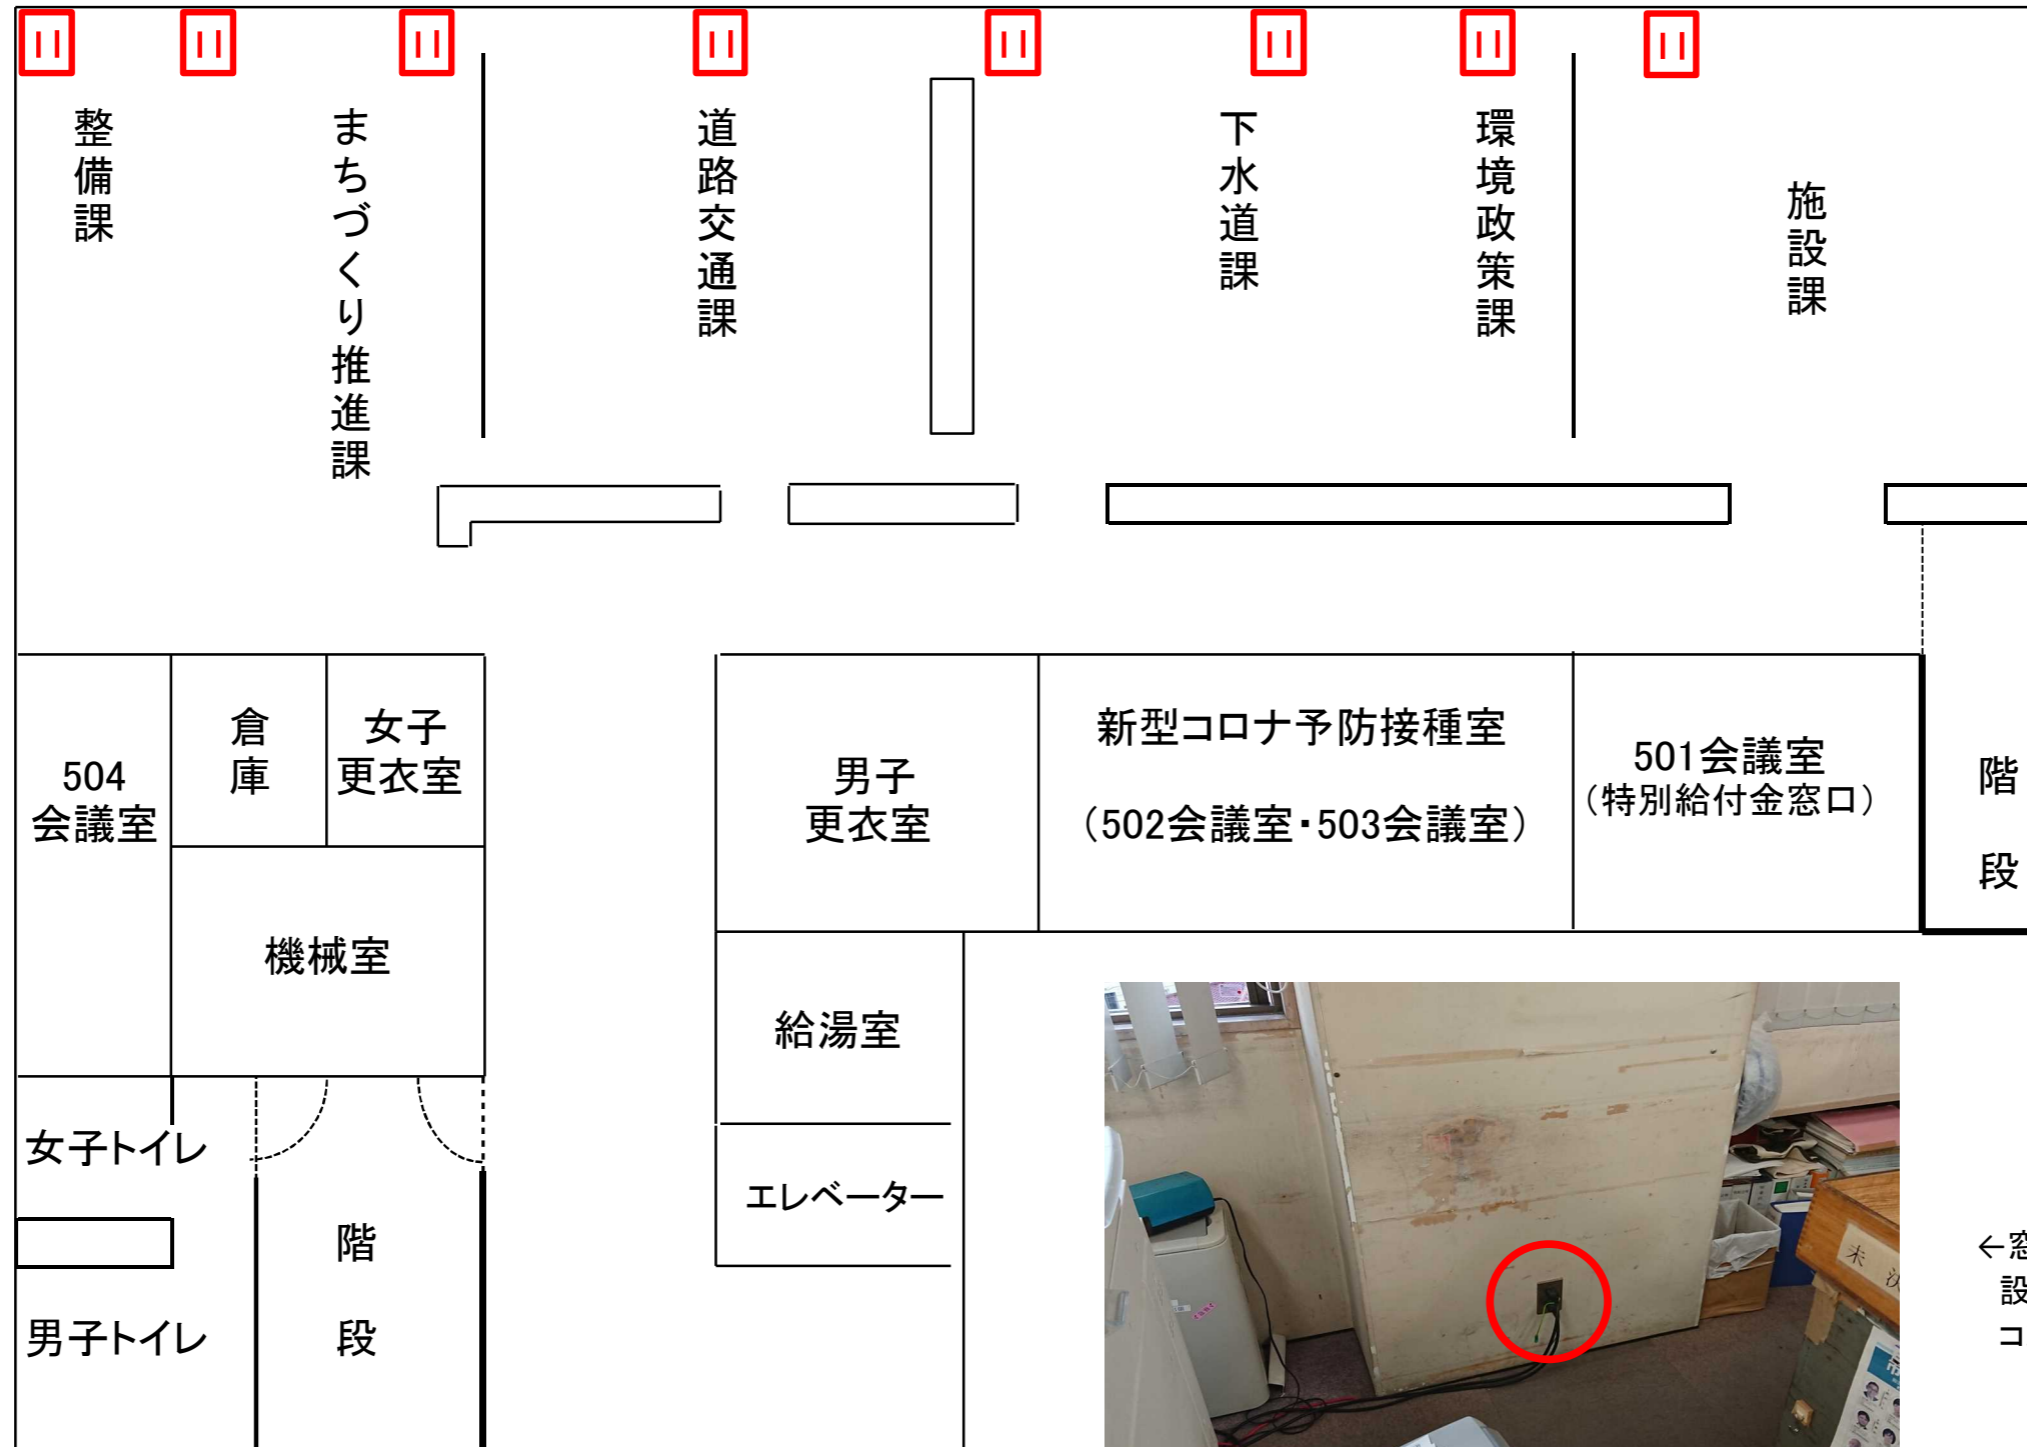 整備課
まちづくり推進課
道路交通課
下水道課
環境政策課
施設課
504
会議室
倉庫
女子
更衣室
機械室
男子
更衣室
新型コロナ予防接種室
（502会議室・503会議室）
501会議室
（特別給付金窓口）
階段
給湯室
エレベーター
女子トイレ
男子トイレ
階段
←窓
設
コ
未